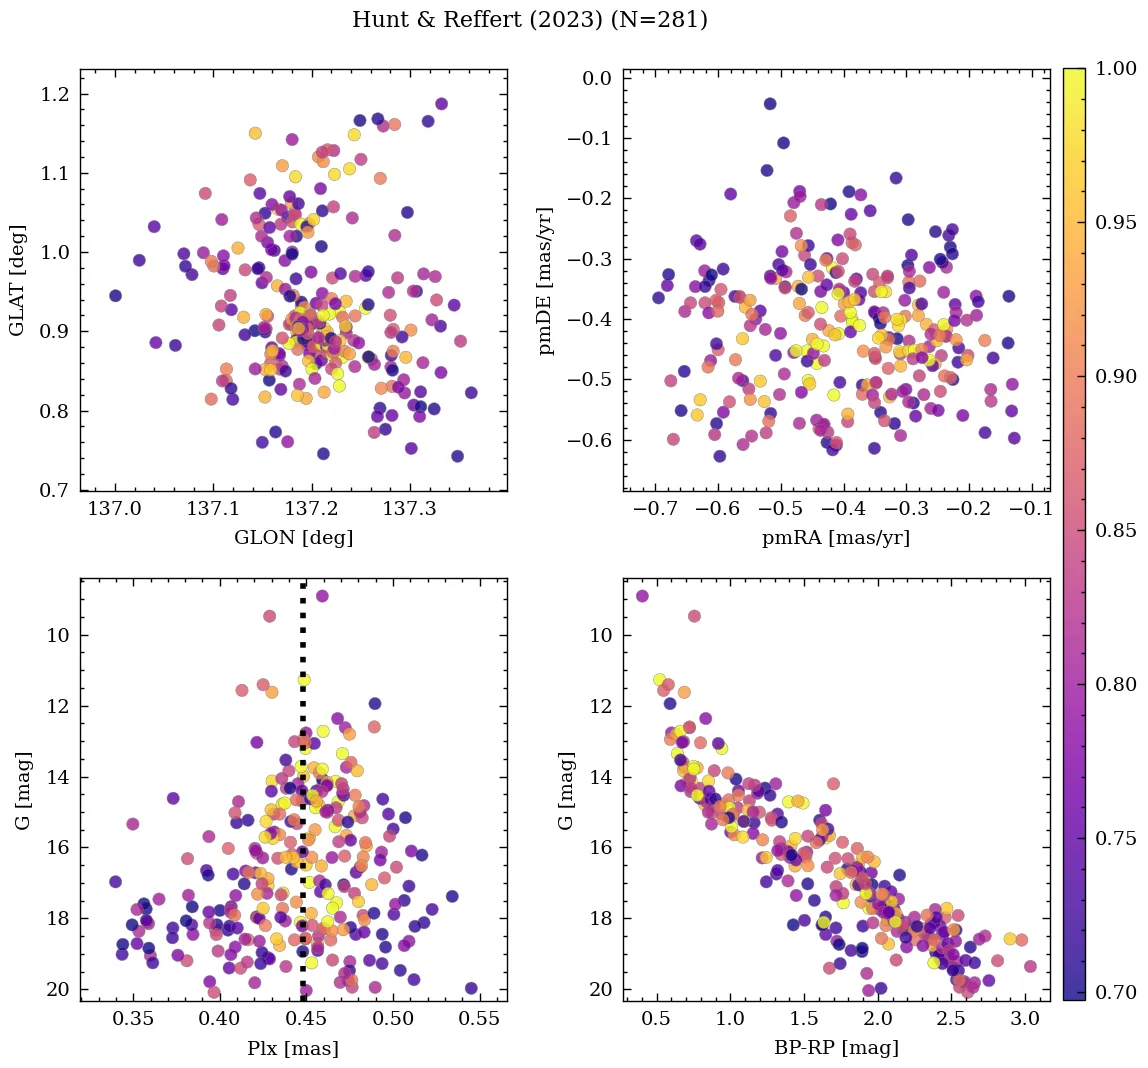 Hunt & Reffert (2023) (N=281)
1.2
1.1
1.0
0.9
0.8
0.7
GLAT [deg]
137.0 137.1 137.2 137.3
GLON [deg]
0.0
−0.1
−0.2
−0.3
−0.4
−0.5
−0.6
pmDE [mas/yr]
−0.7 −0.6 −0.5 −0.4 −0.3 −0.2 −0.1
pmRA [mas/yr]
10
12
14
16
18
20
G [mag]
0.35 0.40 0.45 0.50 0.55
Plx [mas]
10
12
14
16
18
20
G [mag]
0.5 1.0 1.5 2.0 2.5 3.0
BP-RP [mag]
1.00
0.95
0.90
0.85
0.80
0.75
0.70